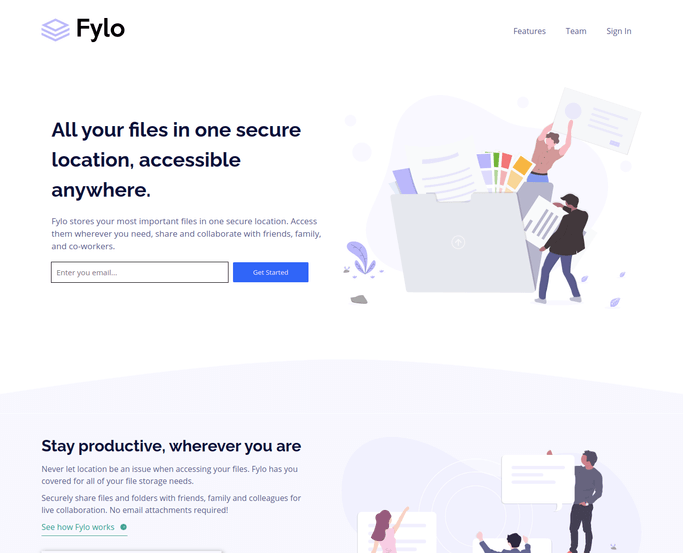 Fylo
Features Team Sign In
All your files in one secure
location, accessible
anywhere.
Fylo stores your most important files in one secure location. Access
them wherever you need, share and collaborate with friends, family,
and co-workers.
Enter you email... Get Started
Stay productive, wherever you are
Never let location be an issue when accessing your files. Fylo has you
covered for all of your file storage needs.
Securely share files and folders with friends, family and colleagues for
live collaboration. No email attachments required!
See how Fylo works